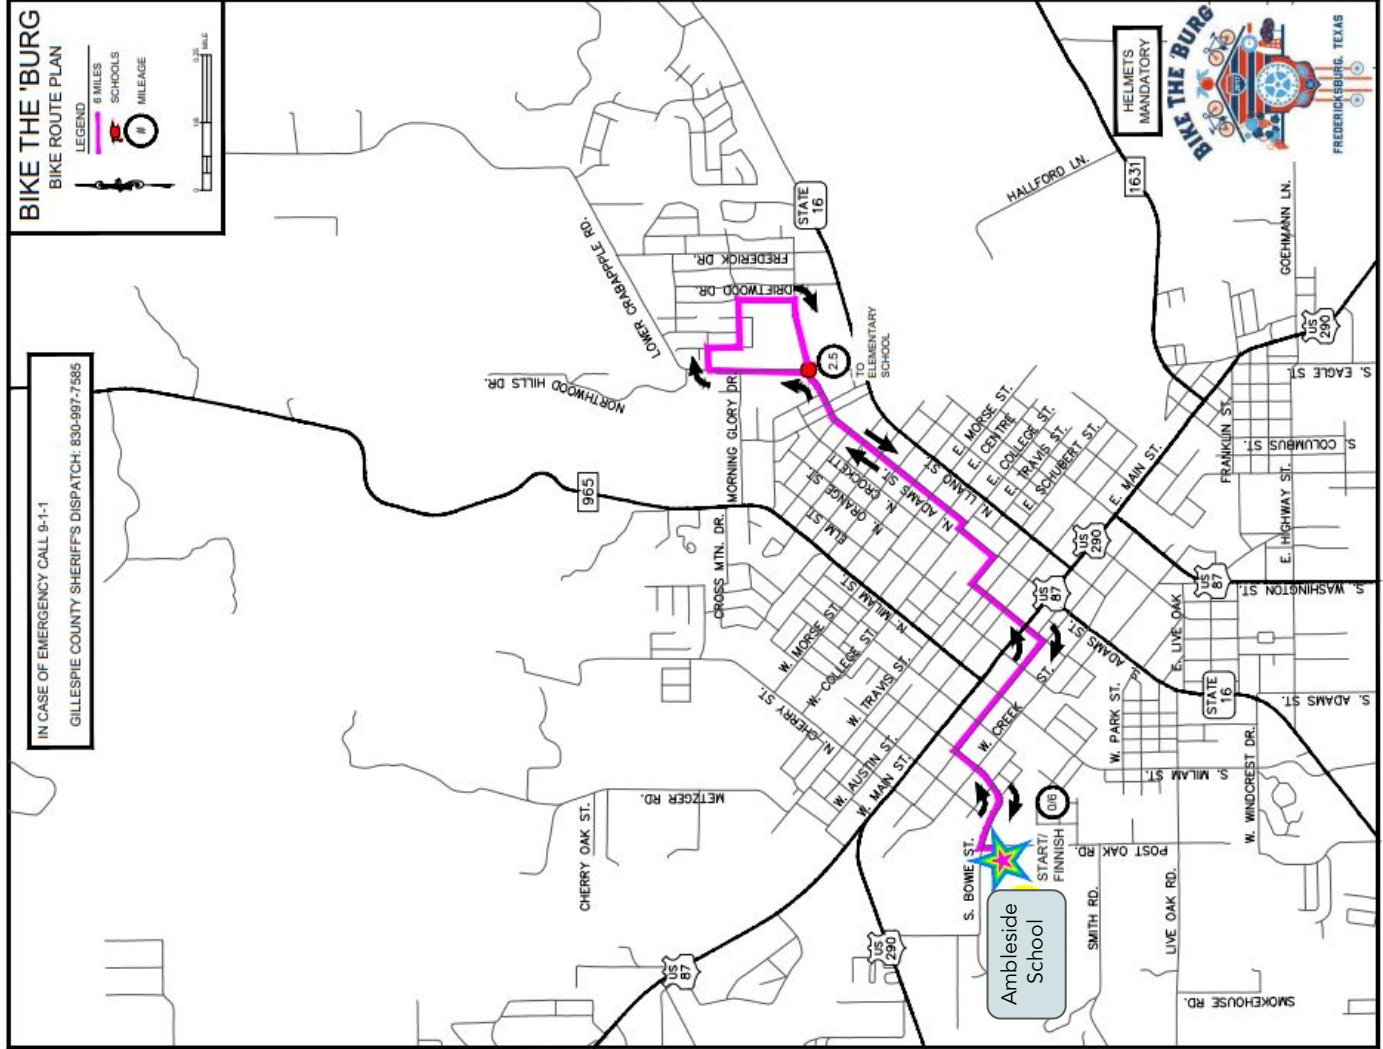 BIKE THE 'BURG
BIKE ROUTE PLAN
LEGEND
6 MILES
SCHOOLS
#
MILEAGE
0
1/8
0.25
MILE
IN CASE OF EMERGENCY CALL 9-1-1
GILLESPIE COUNTY SHERIFF'S DISPATCH: 830-997-7585
HELMETS
MANDATORY
BIKE THE 'BURG
FREDERICKSBURG, TEXAS
HALLFORD LN.
1631
GOEHMANN LN.
STATE
16
FREDERICK DR.
DRIFTWOOD DR.
LOWER CRABAPPPLE RD.
NORTHWOOD HILLS DR.
MORNING GLORY DR.
2.5
TO
ELEMENTARY
SCHOOL
US
290
S. EAGLE ST.
S. COLUMBUS ST.
FRANKLIN ST.
E. HIGHWAY ST.
E. MORSE ST.
E. CENTRE
E. COLLEGE ST.
E. TRAVIS ST.
E. SCHUBERT ST.
E. MAIN ST.
N. LLANO ST.
N. ADAMS ST.
N. CROCKETT
N. ORANGE ST.
ELM ST.
965
CROSS MTN. DR.
N. MILAM ST.
US
290
US
87
US
87
S. WASHINGTON ST.
E. LIVE OAK
ADAMS ST.
S.
STATE
16
S. ADAMS ST.
W. MORSE ST.
W. COLLEGE ST.
W. TRAVIS ST.
N. CHERRY ST.
W. AUSTIN ST.
W. MAIN ST.
W. CREEK
ST.
W. PARK ST.
S. MILAM ST.
W. WINDCREST DR.
METZGER RD.
CHERRY OAK ST.
0/6
START/
FINNISH
S. BOWIE ST.
POST OAK RD.
SMITH RD.
LIVE OAK RD.
Ambleside
School
US
290
US
87
SMOKEHOUSE RD.